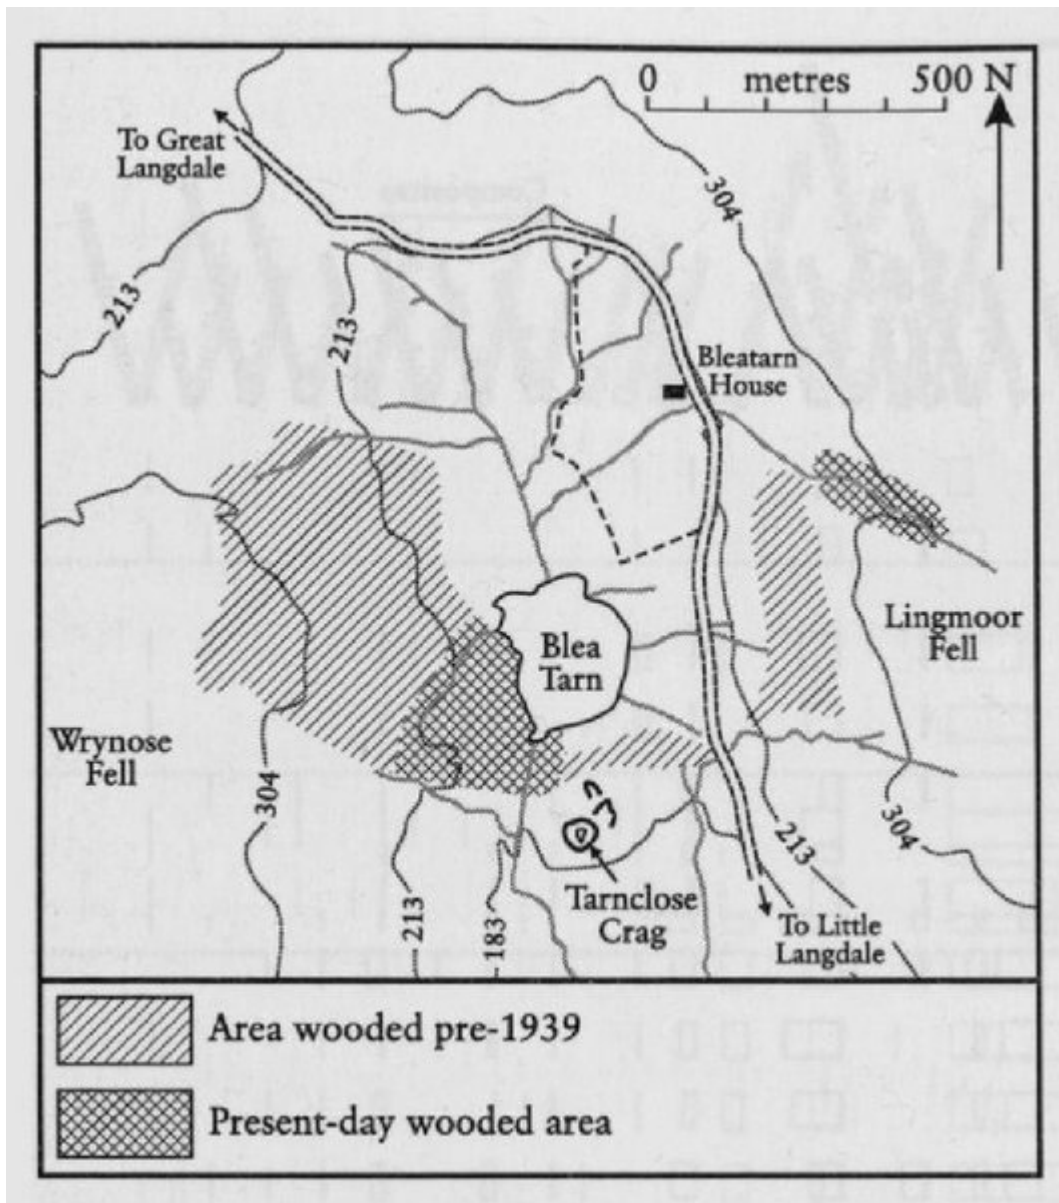 0 metres 500 N
To Great
Langdale
304
213
213
Bleatarn
House
Blea
Tarn
Lingmoor
Fell
Wrynose
Fell
304
213
304
Tarnclose
Crag
213
183
To Little
Langdale
Area wooded pre-1939
Present-day wooded area